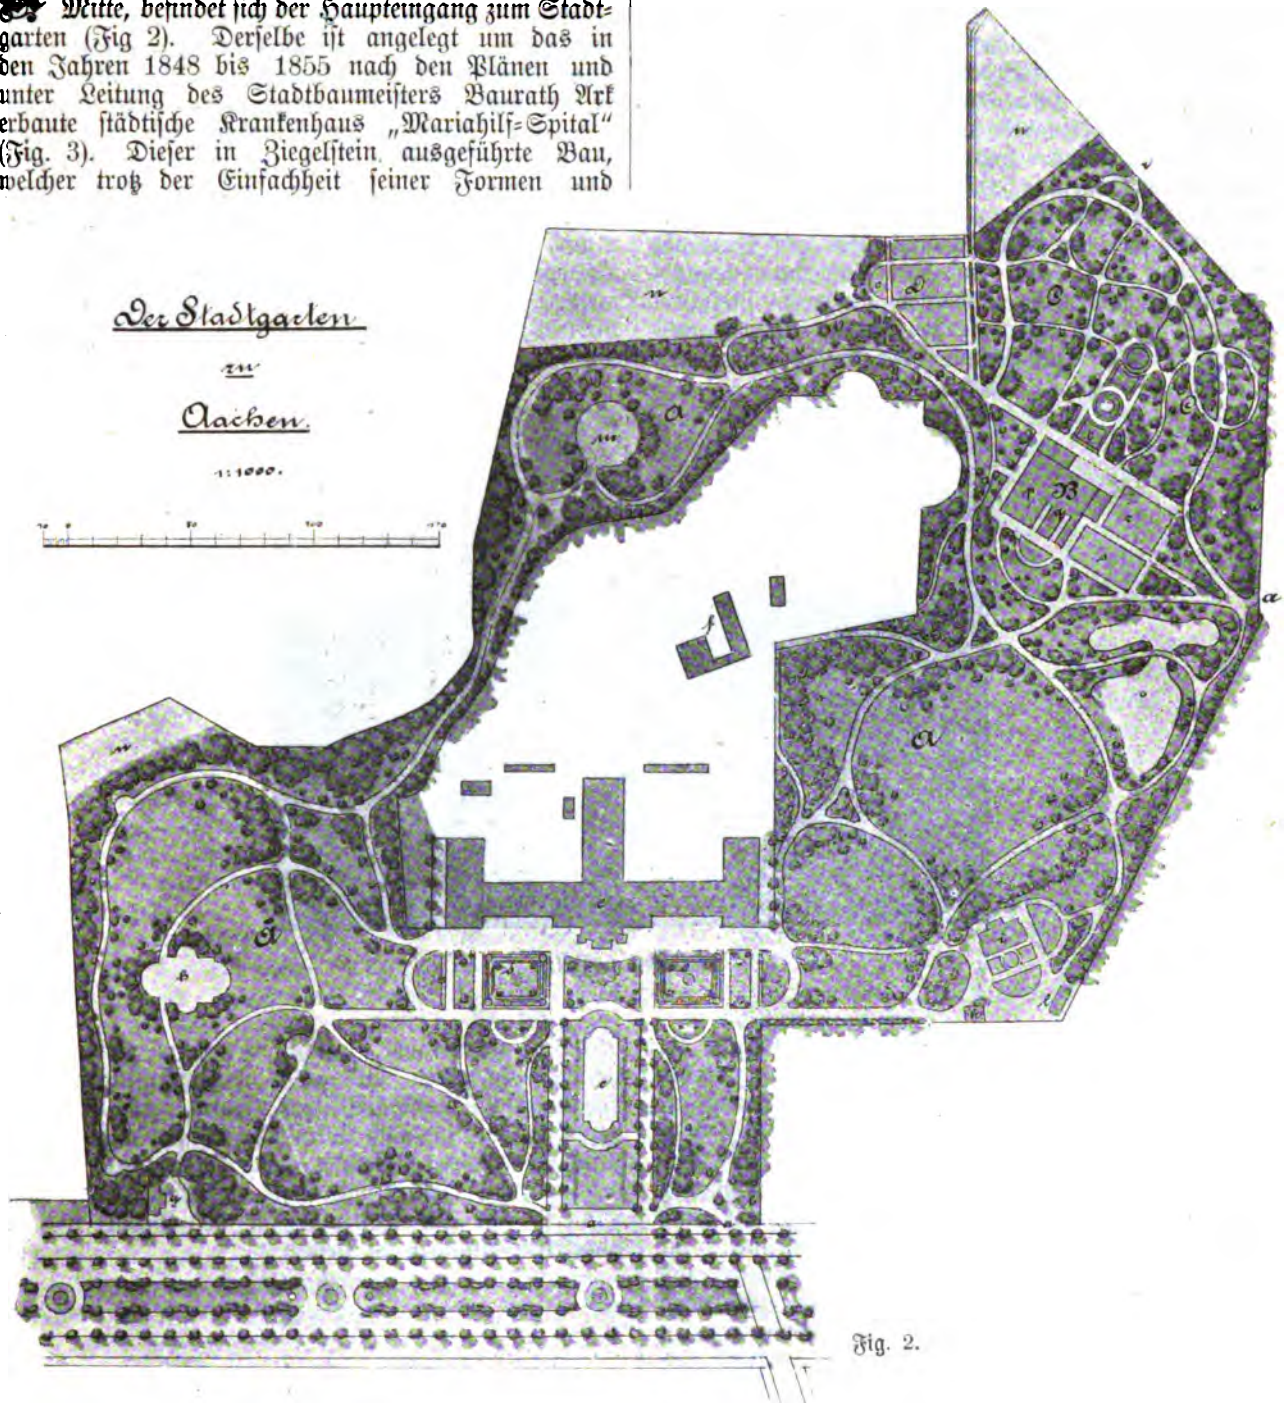 Mitte, befindet sich der Haupteingang zum Stadt-
garten (Fig 2). Derselbe ist angelegt um das in
den Jahren 1848 bis 1855 nach den Plänen und
unter Leitung des Stadtbaumeisters Baurath Ark
erbaute städtische Krankenhaus „Mariahilf-Spital“
(Fig. 3). Dieser in Ziegelstein ausgeführte Bau,
welcher trotz der Einfachheit seiner Formen und
Der Stadtgarten
zu
Aachen.
1:1000.
n
n
D
C
C
A
m
B
a
f
A
n
A
h
e
a
Fig. 2.